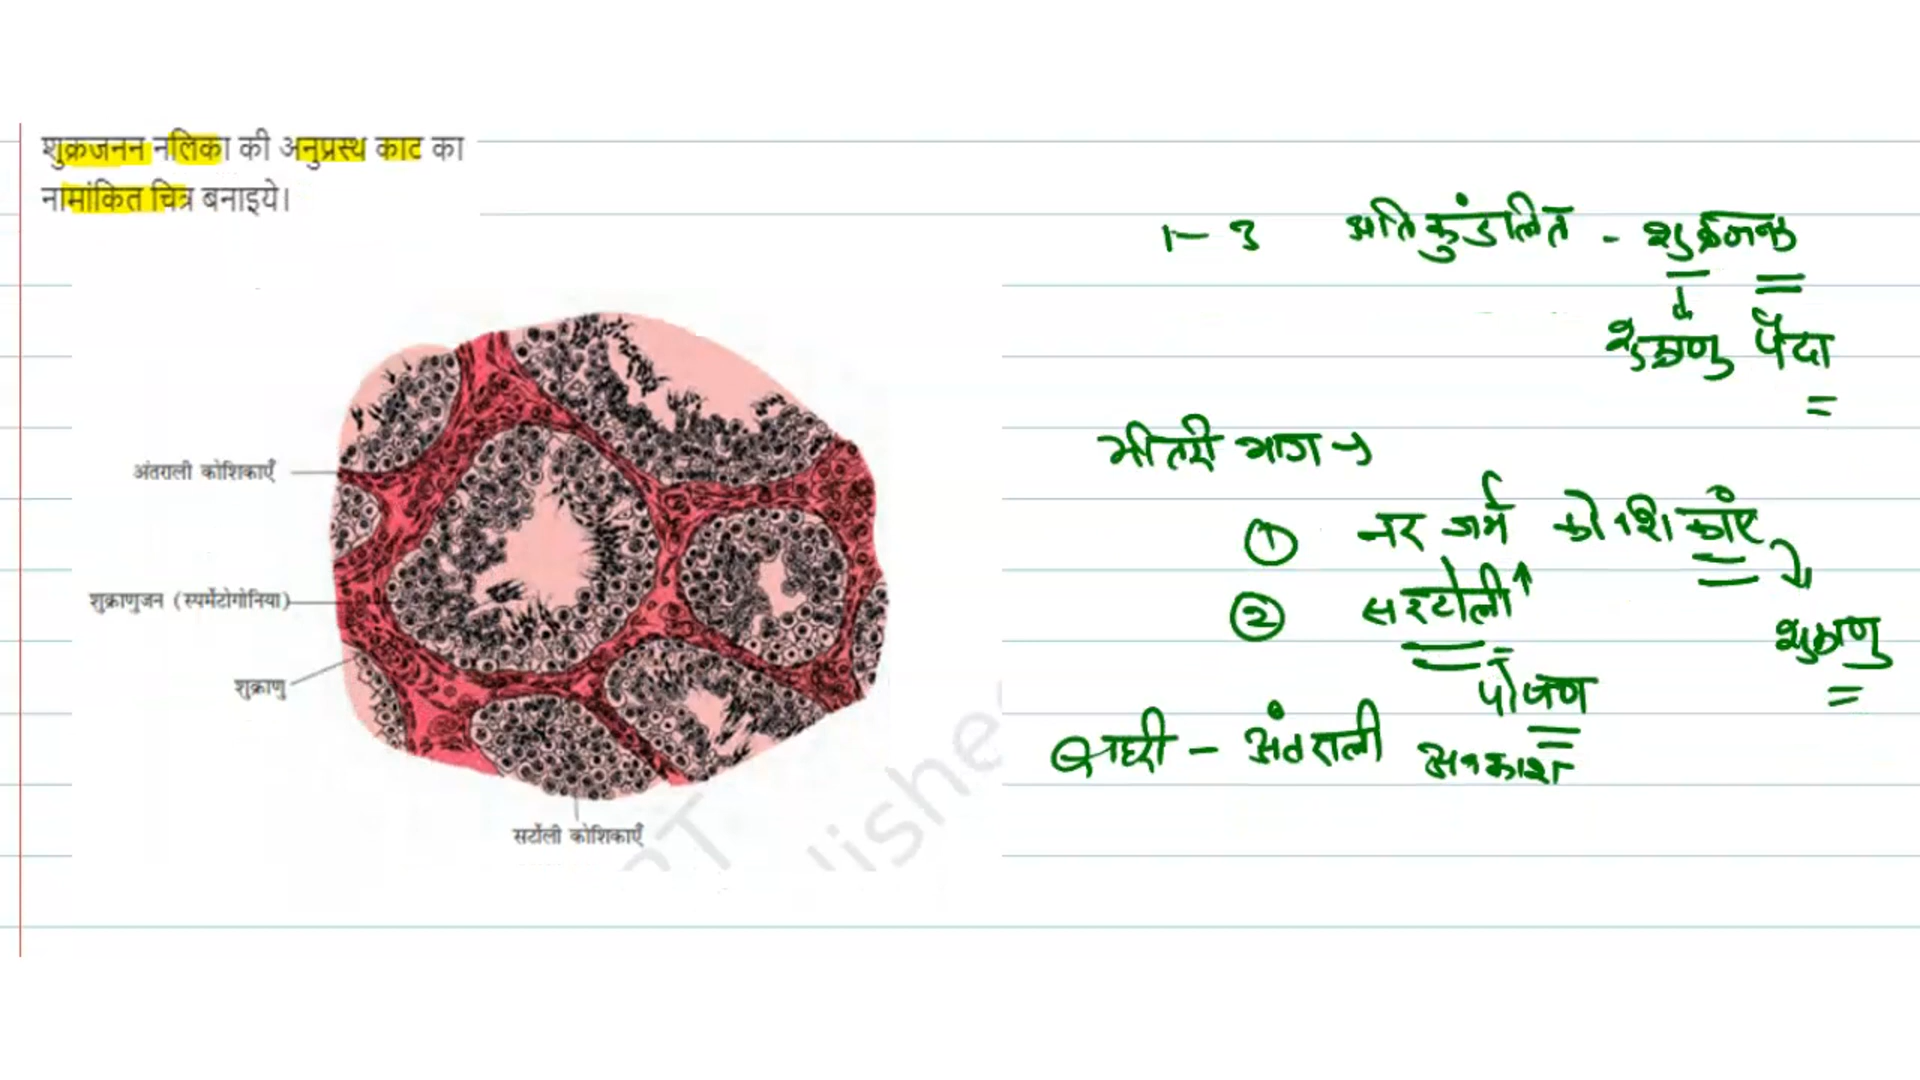 शुक्रजनन नलिका की अनुप्रस्थ काट का
नामांकित चित्र बनाइये।
अंतराली कोशिकाएँ
शुक्राणुजन (स्पर्मेटोगोनिया)
शुक्राणु
सर्टोली कोशिकाएँ
1-3 अति कुंडलित - शुक्रजनक
शुक्राणु पैदा
भीतरी भाग →
① नर जर्म कोशिकांए
② सरटोली
शुक्राणु
पोषण
बाहरी - अंतराली अवकाश